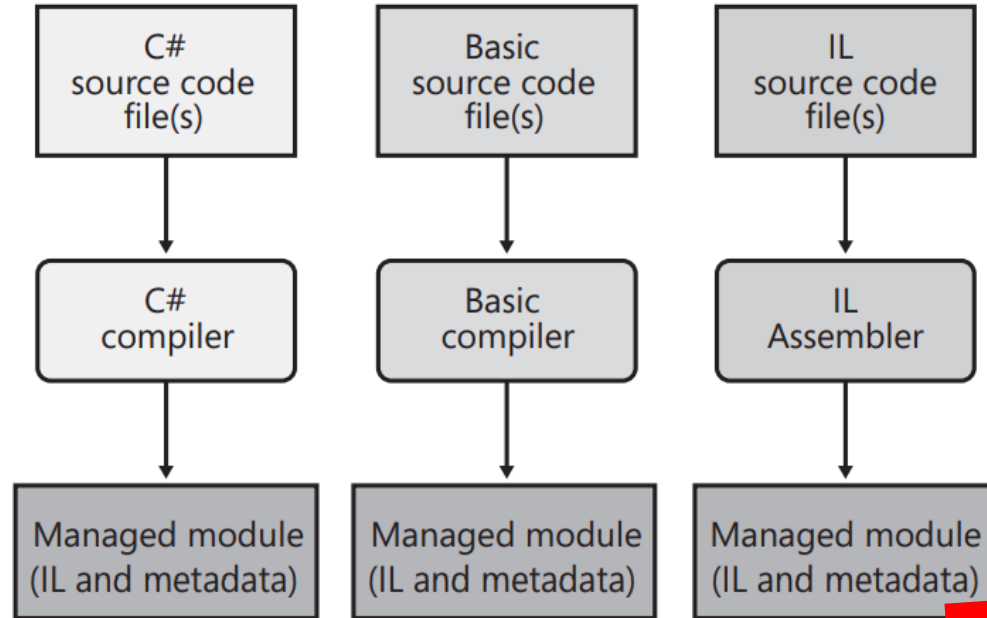 C#
source code
file(s)
Basic
source code
file(s)
IL
source code
file(s)
C#
compiler
Basic
compiler
IL
Assembler
Managed module
(IL and metadata)
Managed module
(IL and metadata)
Managed module
(IL and metadata)